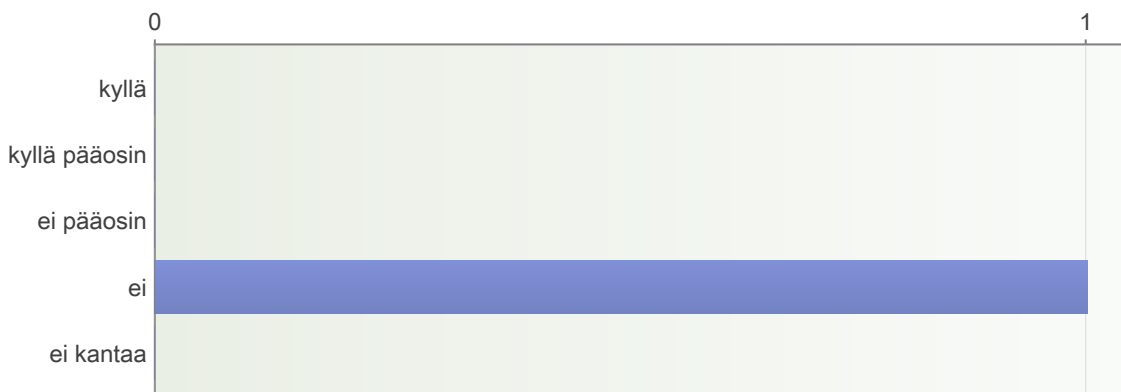 0 1
kyllä
kyllä pääosin
ei pääosin
ei
ei kantaa